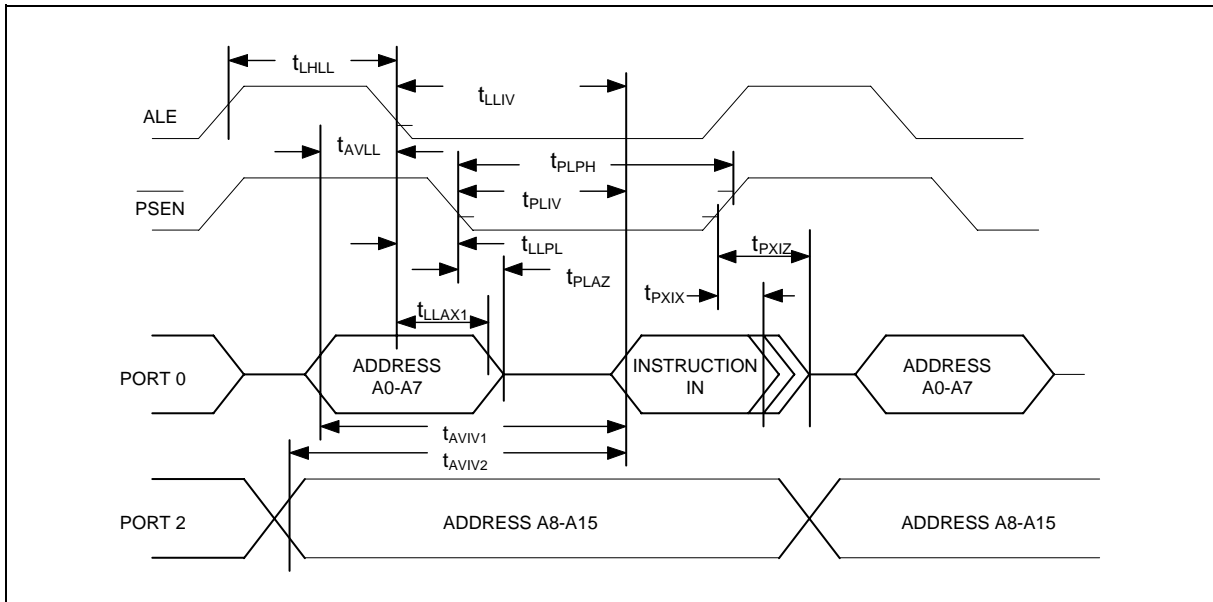 tLHLL
tLLIV
ALE
tAVLL
tPLPH
PSEN
tPLIV
tLLPL
tPXIZ
tPLAZ
tPXIX
tLLAX1
PORT 0
ADDRESS
A0-A7
INSTRUCTION
IN
ADDRESS
A0-A7
tAVIV1
tAVIV2
PORT 2
ADDRESS A8-A15
ADDRESS A8-A15